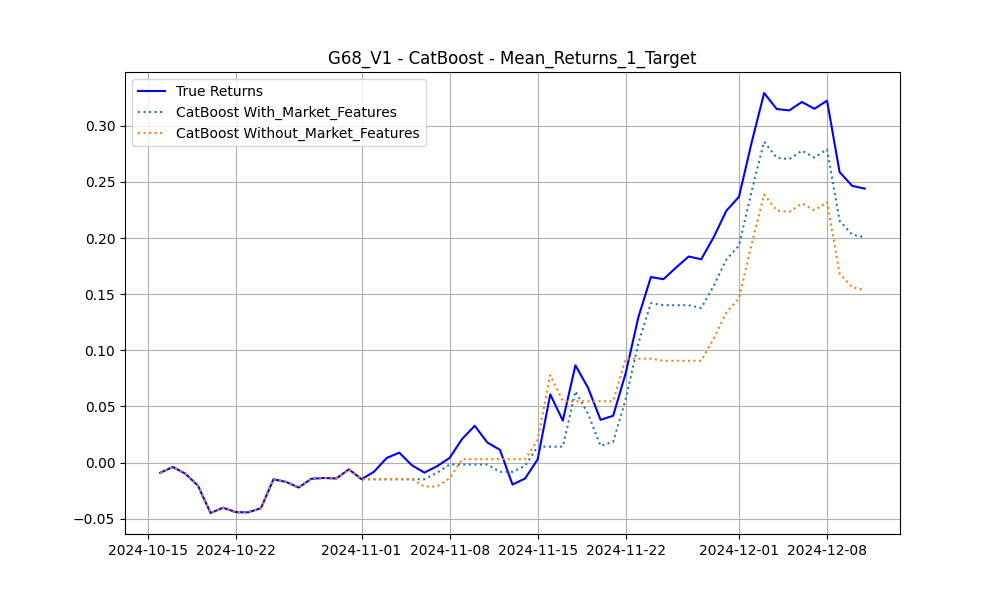 G68_V1 - CatBoost - Mean_Returns_1_Target
True Returns
CatBoost With_Market_Features
CatBoost Without_Market_Features
0.30
0.25
0.20
0.15
0.10
0.05
0.00
−0.05
2024-10-15 2024-10-22 2024-11-01 2024-11-08 2024-11-15 2024-11-22 2024-12-01 2024-12-08